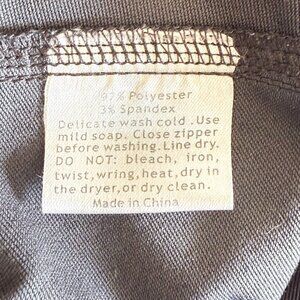 97% Polyester
3% Spandex
Delicate wash cold .Use
mild soap. Close zipper
before washing. Line dry.
DO NOT: bleach, iron,
twist,wring, heat, dry in
the dryer, or dry clean.
Made in China